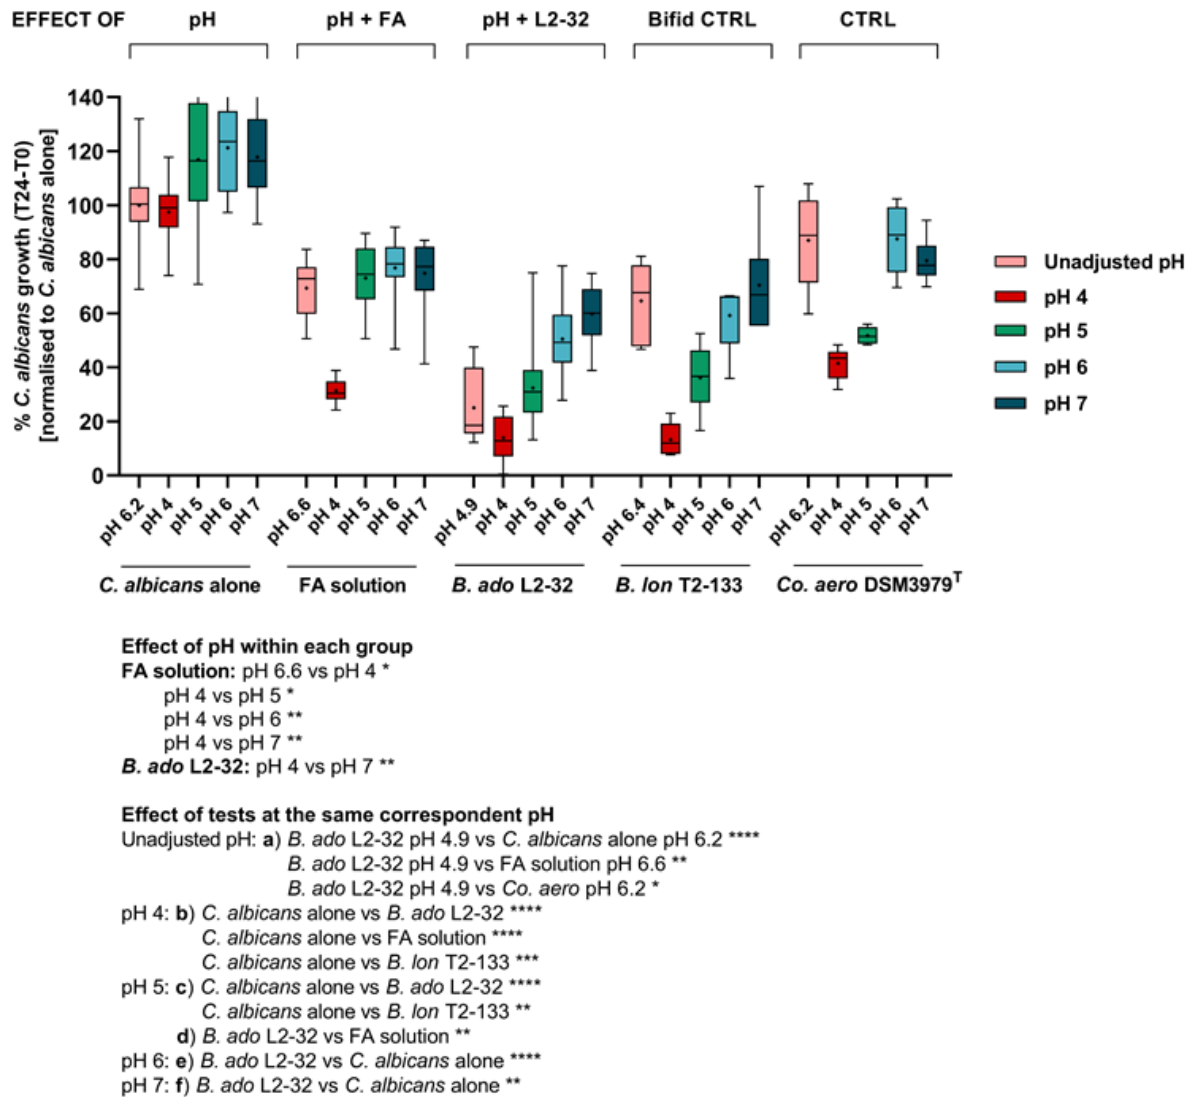 EFFECT OF pH pH + FA pH + L2-32 Bifid CTRL CTRL
% C. albicans growth (T24-T0)
[normalised to C. albicans alone]
140
120
100
80
60
40
20
0
pH 6.2 pH 4 pH 5 pH 6 pH 7 pH 6.6 pH 4 pH 5 pH 6 pH 7 pH 4.9 pH 4 pH 5 pH 6 pH 7 pH 6.4 pH 4 pH 5 pH 6 pH 7 pH 6.2 pH 4 pH 5 pH 6 pH 7
C. albicans alone FA solution B. ado L2-32 B. lon T2-133 Co. aero DSM3979T
Unadjusted pH
pH 4
pH 5
pH 6
pH 7
Effect of pH within each group
FA solution: pH 6.6 vs pH 4 *
pH 4 vs pH 5 *
pH 4 vs pH 6 **
pH 4 vs pH 7 **
B. ado L2-32: pH 4 vs pH 7 **
Effect of tests at the same correspondent pH
Unadjusted pH: a) B. ado L2-32 pH 4.9 vs C. albicans alone pH 6.2 ****
B. ado L2-32 pH 4.9 vs FA solution pH 6.6 **
B. ado L2-32 pH 4.9 vs Co. aero pH 6.2 *
pH 4: b) C. albicans alone vs B. ado L2-32 ****
C. albicans alone vs FA solution ****
C. albicans alone vs B. lon T2-133 ***
pH 5: c) C. albicans alone vs B. ado L2-32 ****
C. albicans alone vs B. lon T2-133 **
d) B. ado L2-32 vs FA solution **
pH 6: e) B. ado L2-32 vs C. albicans alone ****
pH 7: f) B. ado L2-32 vs C. albicans alone **